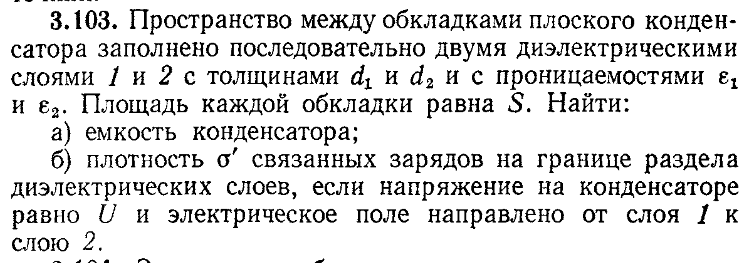 3.103. Пространство между обкладками плоского конден-
сатора заполнено последовательно двумя диэлектрическими
слоями 1 и 2 с толщинами d₁ и d₂ и с проницаемостями ε₁
и ε₂. Площадь каждой обкладки равна S. Найти:
а) емкость конденсатора;
б) плотность σ′ связанных зарядов на границе раздела
диэлектрических слоев, если напряжение на конденсаторе
равно U и электрическое поле направлено от слоя 1 к
слою 2.